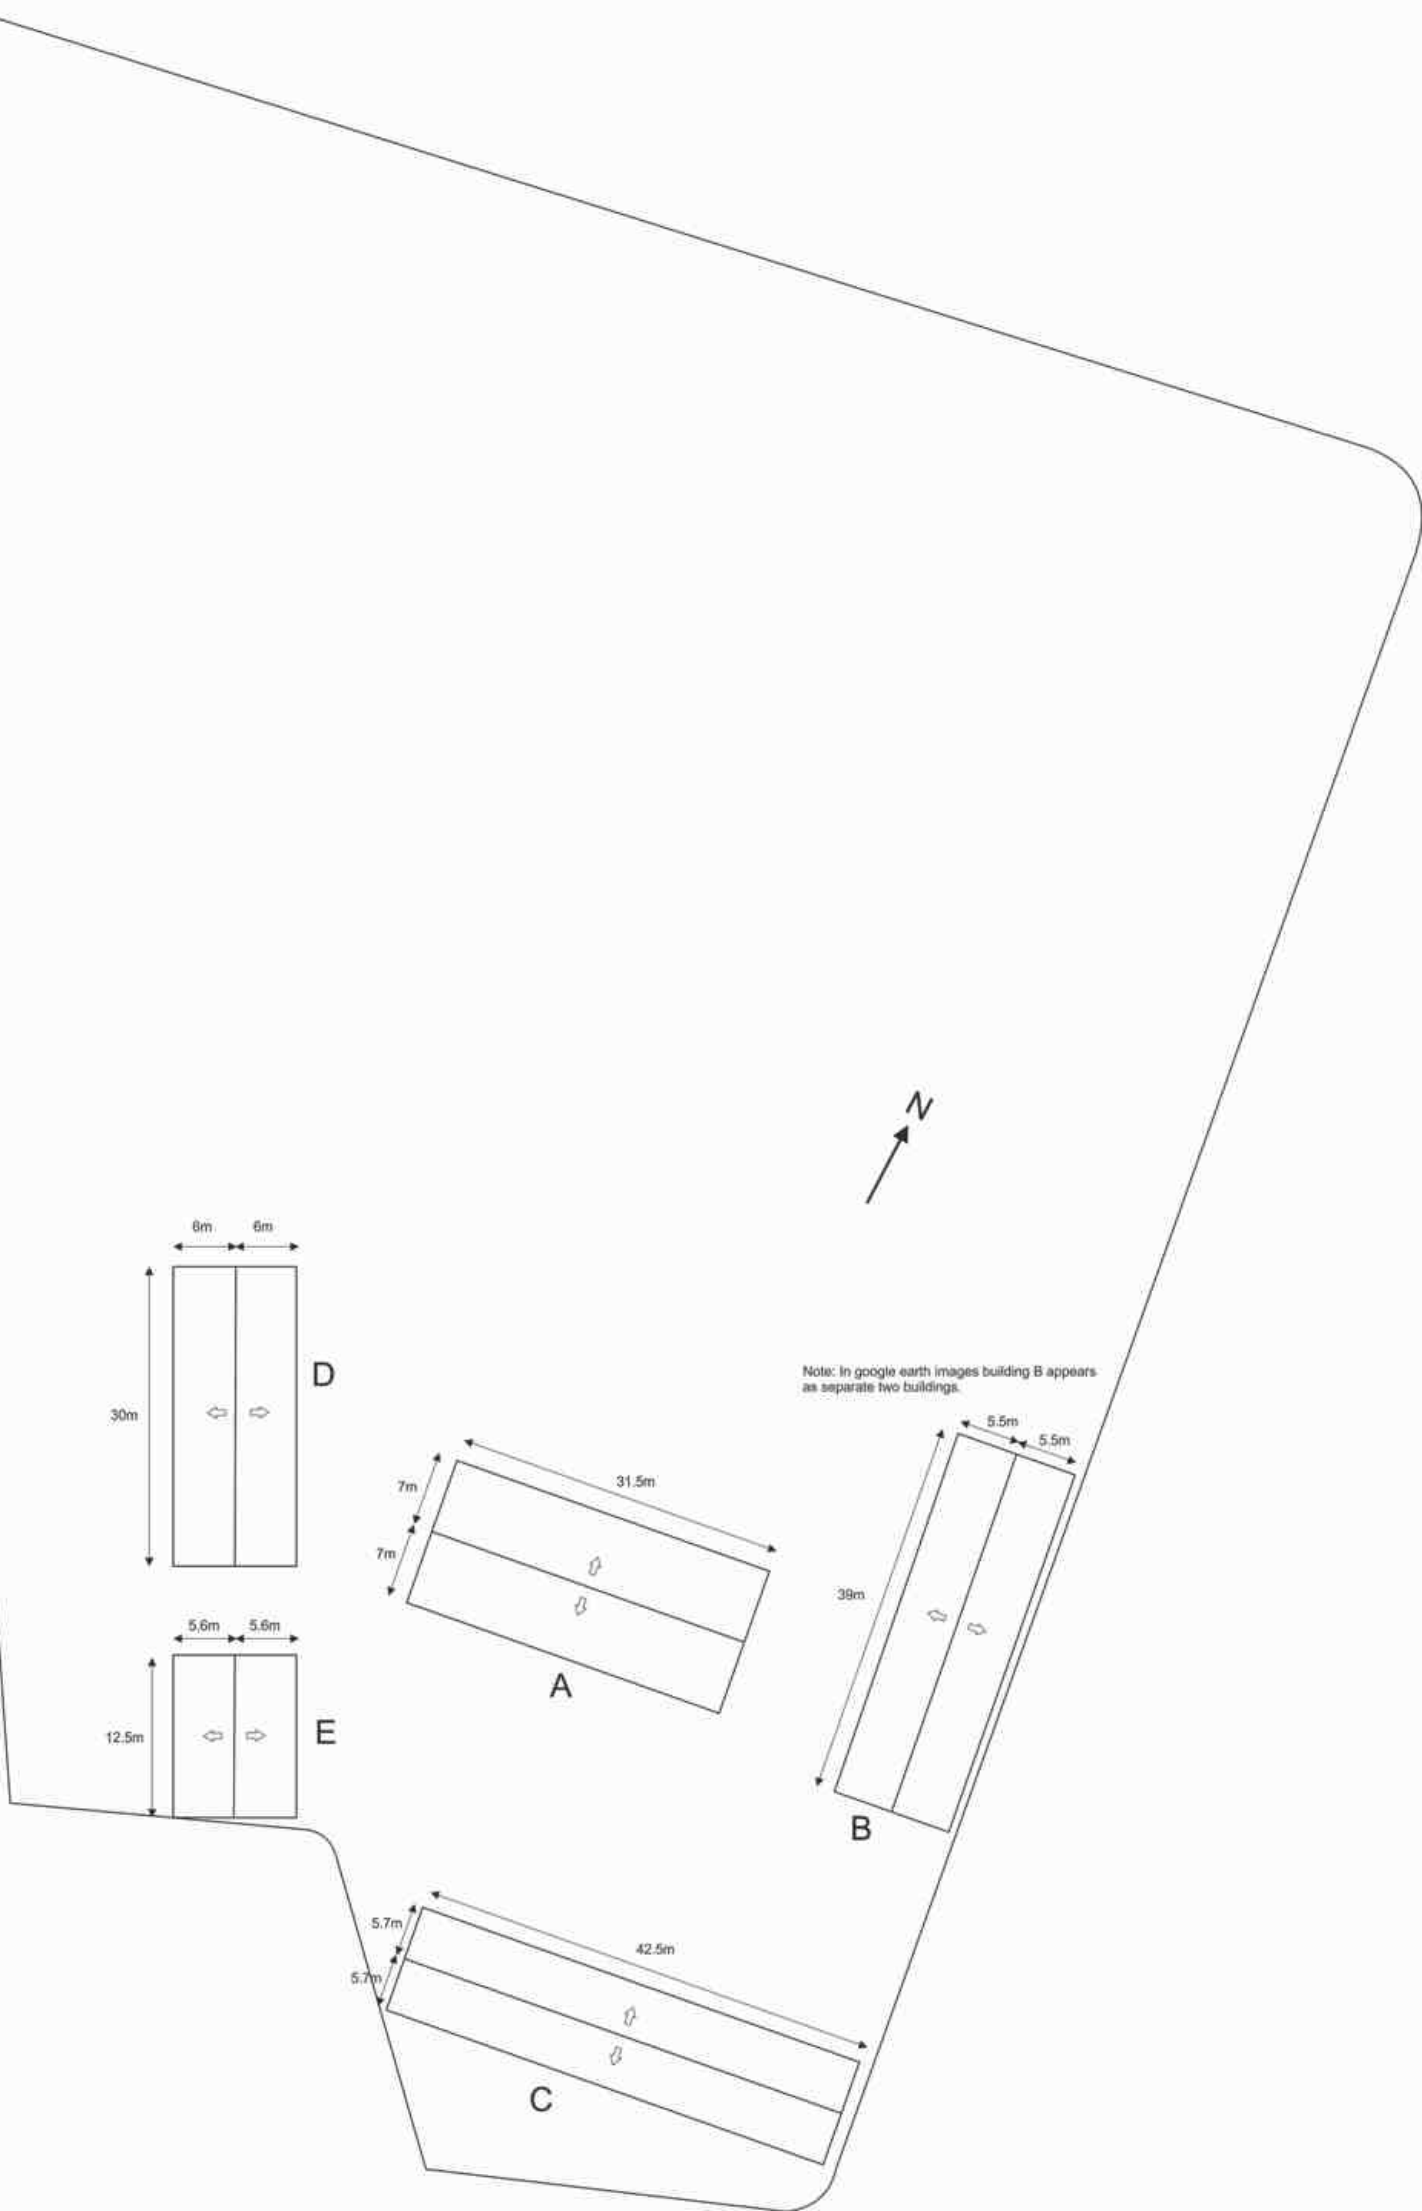 N
6m 6m
D
30m
Note: In google earth images building B appears
as separate two buildings.
5.5m
5.5m
31.5m
7m
7m
39m
5.6m 5.6m
A
E
12.5m
B
5.7m
42.5m
5.7m
C